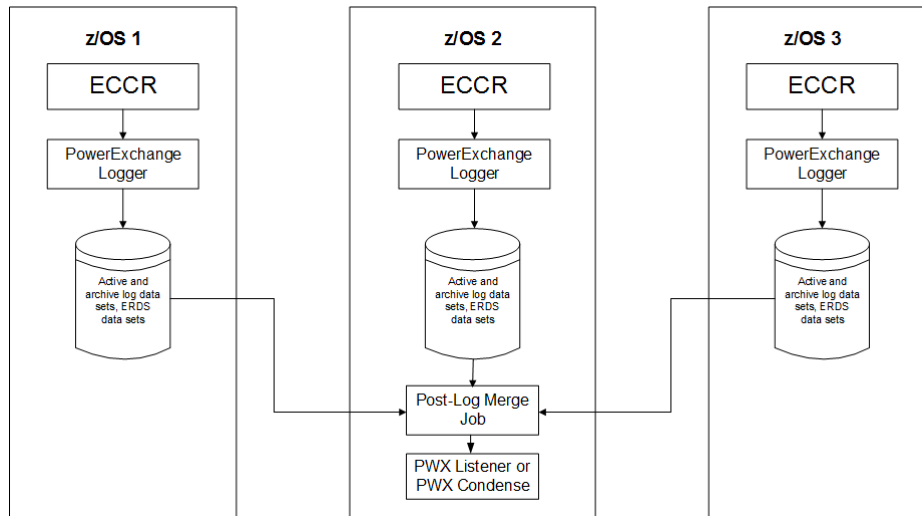 z/OS 1
ECCR
PowerExchange
Logger
Active and
archive log data
sets, ERDS
data sets
z/OS 2
ECCR
PowerExchange
Logger
Active and
archive log data
sets, ERDS
data sets
Post-Log Merge
Job
PWX Listener or
PWX Condense
z/OS 3
ECCR
PowerExchange
Logger
Active and
archive log data
sets, ERDS
data sets